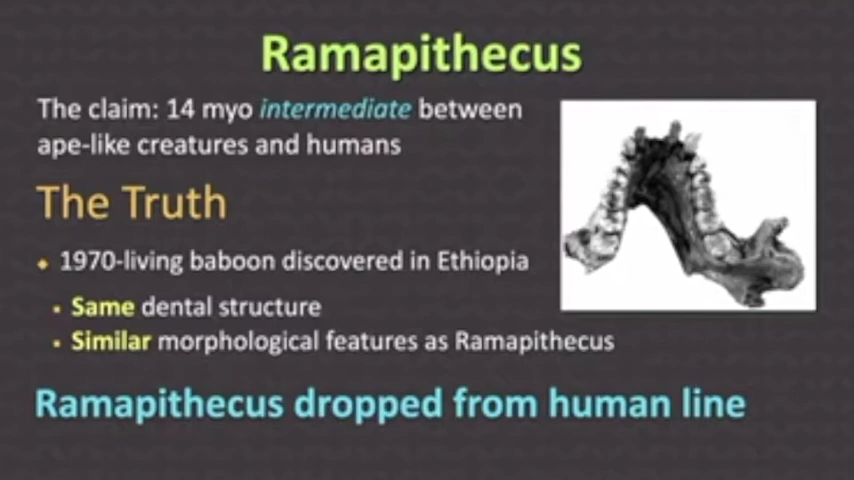 Ramapithecus
The claim: 14 myo intermediate between
ape-like creatures and humans
The Truth
1970-living baboon discovered in Ethiopia
Same dental structure
Similar morphological features as Ramapithecus
Ramapithecus dropped from human line